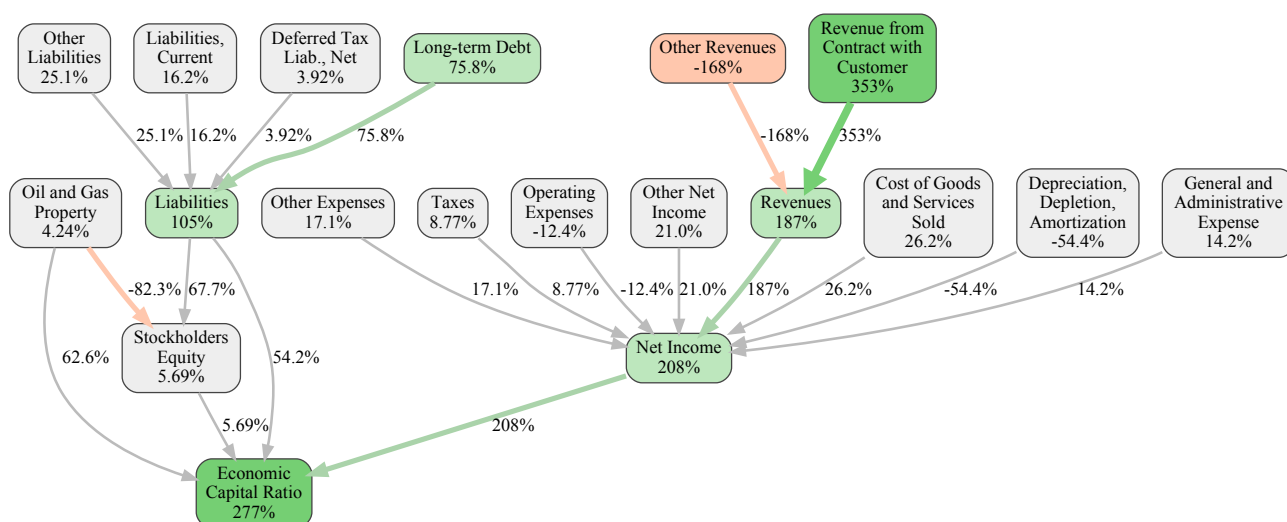 Other
Liabilities
25.1%
Liabilities,
Current
16.2%
Deferred Tax
Liab., Net
3.92%
Long-term Debt
75.8%
Other Revenues
-168%
Revenue from
Contract with
Customer
353%
25.1%
16.2%
3.92%
75.8%
-168%
353%
Oil and Gas
Property
4.24%
Liabilities
105%
Other Expenses
17.1%
Taxes
8.77%
Operating
Expenses
-12.4%
Other Net
Income
21.0%
Revenues
187%
Cost of Goods
and Services
Sold
26.2%
Depreciation,
Depletion,
Amortization
-54.4%
General and
Administrative
Expense
14.2%
-82.3%
67.7%
17.1%
8.77%
-12.4%
21.0%
187%
26.2%
-54.4%
14.2%
62.6%
Stockholders
Equity
5.69%
54.2%
Net Income
208%
5.69%
208%
Economic
Capital Ratio
277%